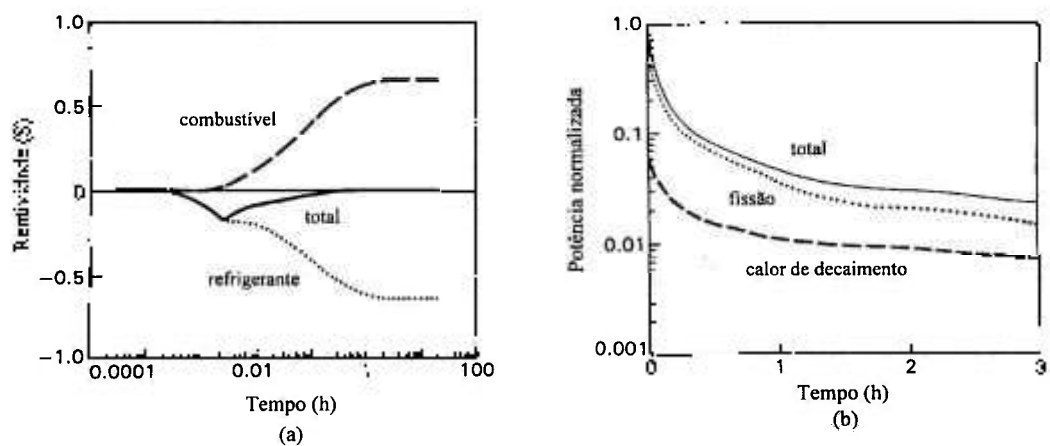 1.0
0.5
0
−0.5
−1.0
Reatividade ($)
combustível
total
refrigerante
0.0001
0.01
1
100
Tempo (h)
(a)
1.0
0.1
0.01
0.001
Potência normalizada
total
fissão
calor de decaimento
0
1
2
3
Tempo (h)
(b)